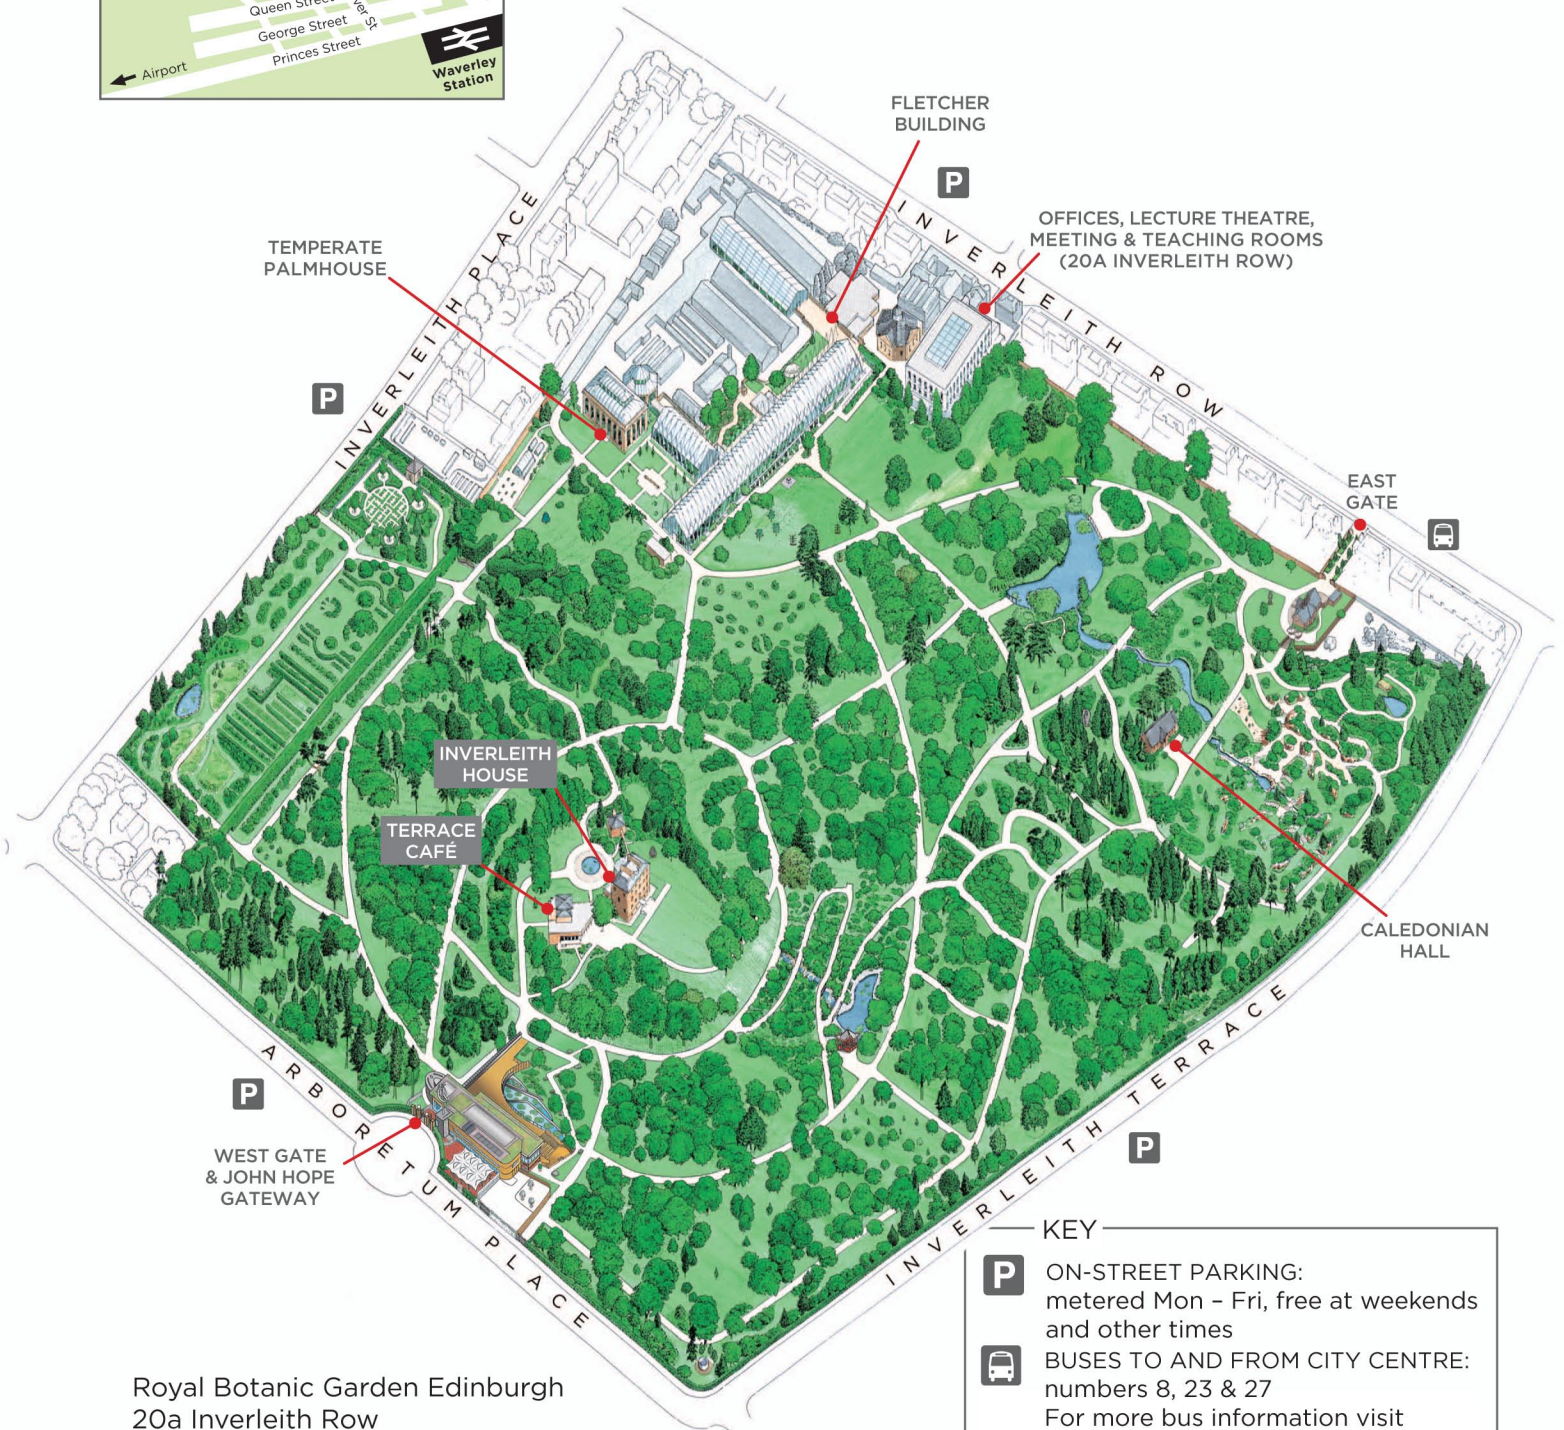 Queen Street
George Street
Princes Street
Airport
Waverley
Station
FLETCHER
BUILDING
P
INVERLEITH ROW
OFFICES, LECTURE THEATRE,
MEETING & TEACHING ROOMS
(20A INVERLEITH ROW)
TEMPERATE
PALMHOUSE
INVERLEITH PLACE
P
EAST
GATE
INVERLEITH
HOUSE
TERRACE
CAFÉ
CALEDONIAN
HALL
P
WEST GATE
& JOHN HOPE
GATEWAY
ARBORETUM PLACE
INVERLEITH TERRACE
P
KEY
P
ON-STREET PARKING:
metered Mon – Fri, free at weekends
and other times
BUSES TO AND FROM CITY CENTRE:
numbers 8, 23 & 27
For more bus information visit
Royal Botanic Garden Edinburgh
20a Inverleith Row